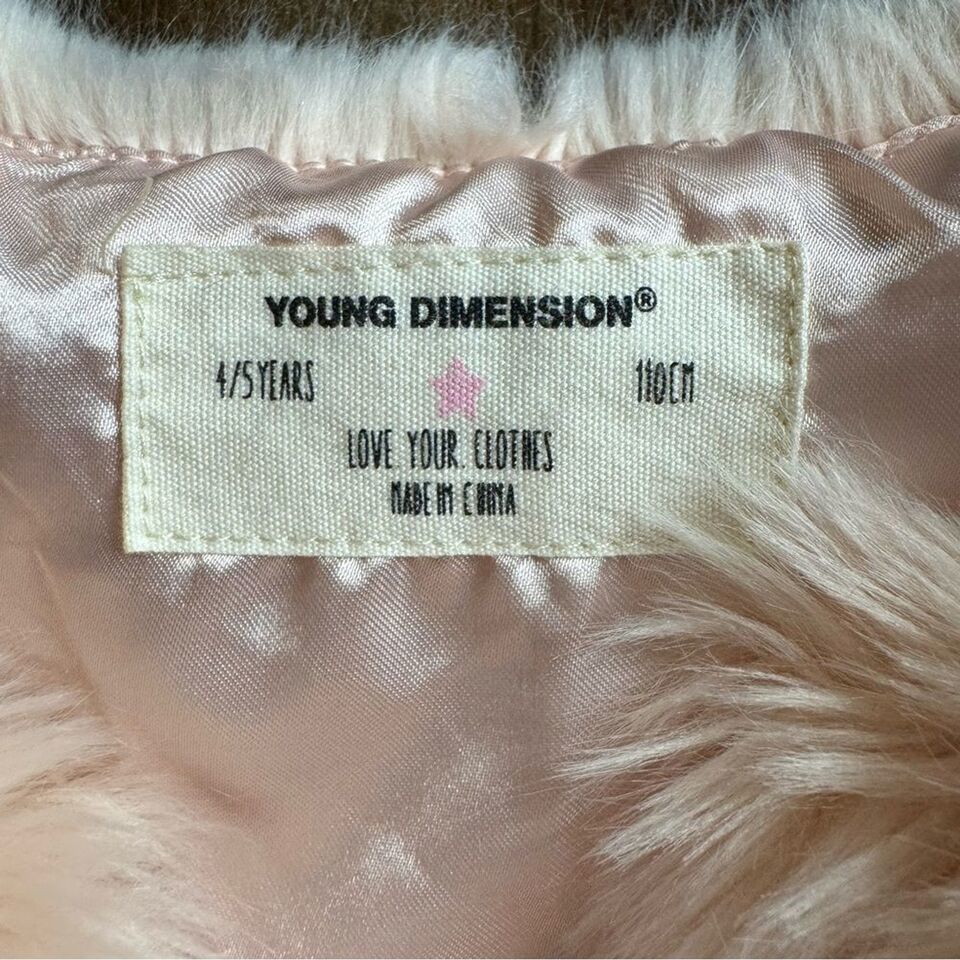 YOUNG DIMENSION®
4/5 YEARS 110CM
LOVE YOUR CLOTHES
MADE IN CHINA